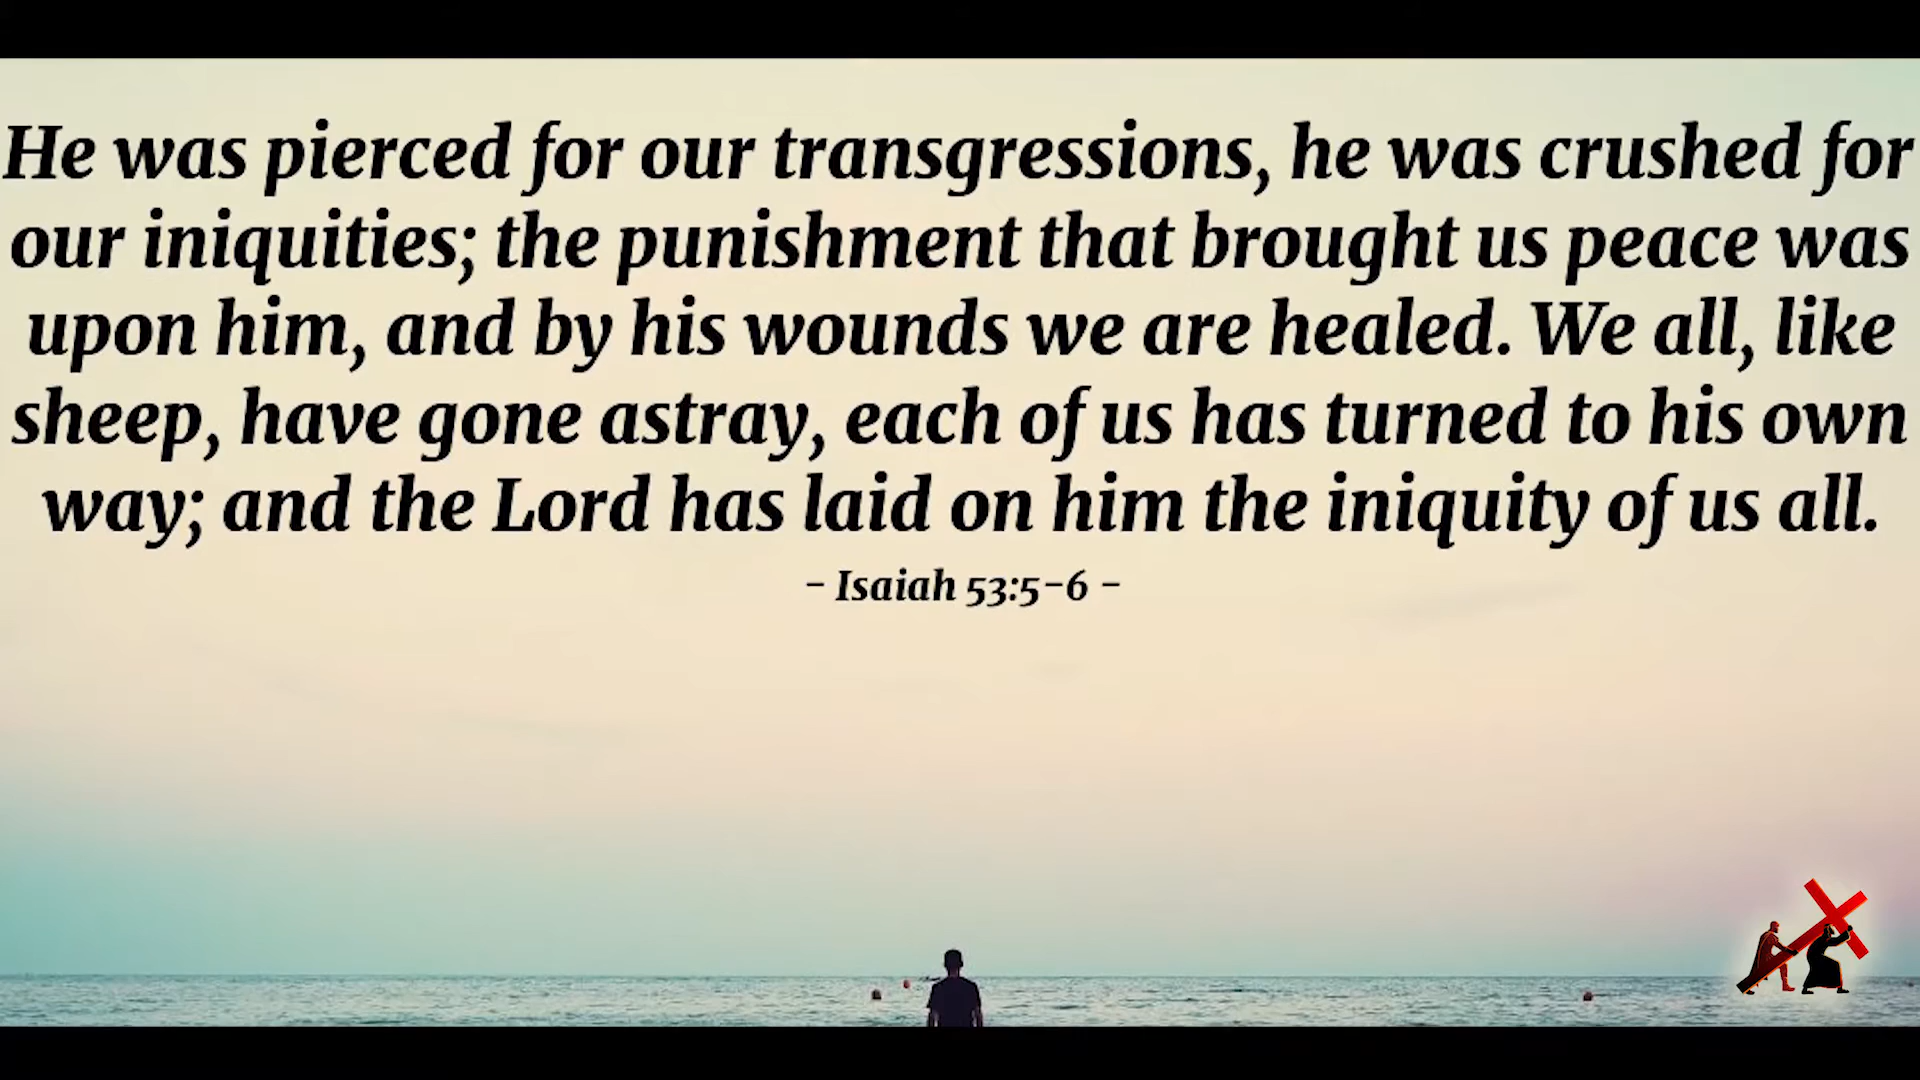 He was pierced for our transgressions, he was crushed for
our iniquities; the punishment that brought us peace was
upon him, and by his wounds we are healed. We all, like
sheep, have gone astray, each of us has turned to his own
way; and the Lord has laid on him the iniquity of us all.
- Isaiah 53:5-6 -